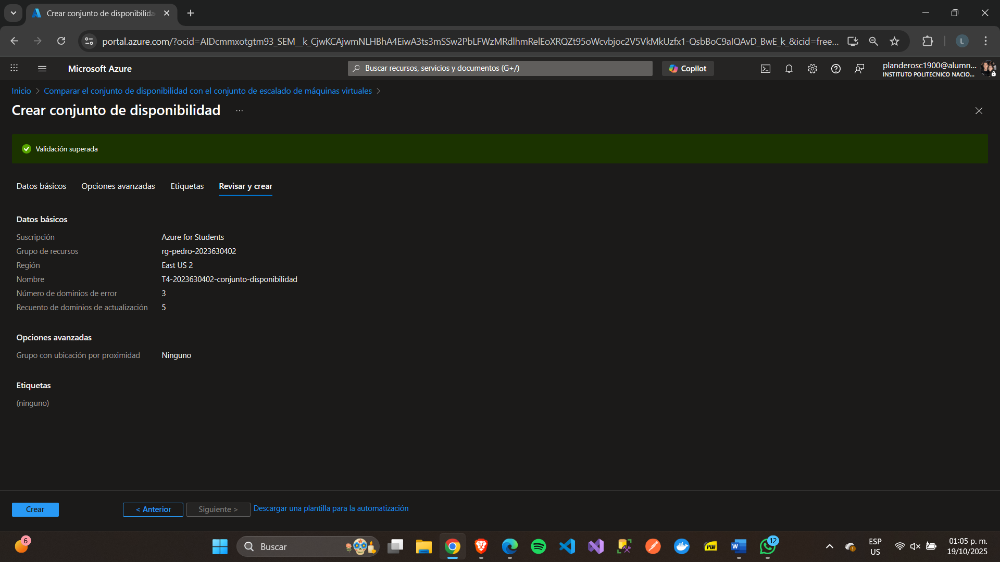 Crear conjunto de disponibilida
portal.azure.com/?ocid=AIDcmmxotgtm93_SEM__k_CjwKCAjwmNLHBhA4EiwA3ts3mSSw2PbLFWzMRdlhmRelEoXRQZt95oWcvbjoc2V5VkMkUzfx1-QsbBoC9aIQAvD_BwE_k_&icid=free...
L
Microsoft Azure
Buscar recursos, servicios y documentos (G+/)
Copilot
planderosc1900@alumn...
INSTITUTO POLITECNICO NACIO...
Inicio > Comparar el conjunto de disponibilidad con el conjunto de escalado de máquinas virtuales >
Crear conjunto de disponibilidad ...
Validación superada
Datos básicos Opciones avanzadas Etiquetas Revisar y crear
Datos básicos
Suscripción Azure for Students
Grupo de recursos rg-pedro-2023630402
Región East US 2
Nombre T4-2023630402-conjunto-disponibilidad
Número de dominios de error 3
Recuento de dominios de actualización 5
Opciones avanzadas
Grupo con ubicación por proximidad Ninguno
Etiquetas
(ninguno)
Crear < Anterior Siguiente > Descargar una plantilla para la automatización
6
Buscar
PDF
W
12
ESP
US
01:05 p. m.
19/10/2025